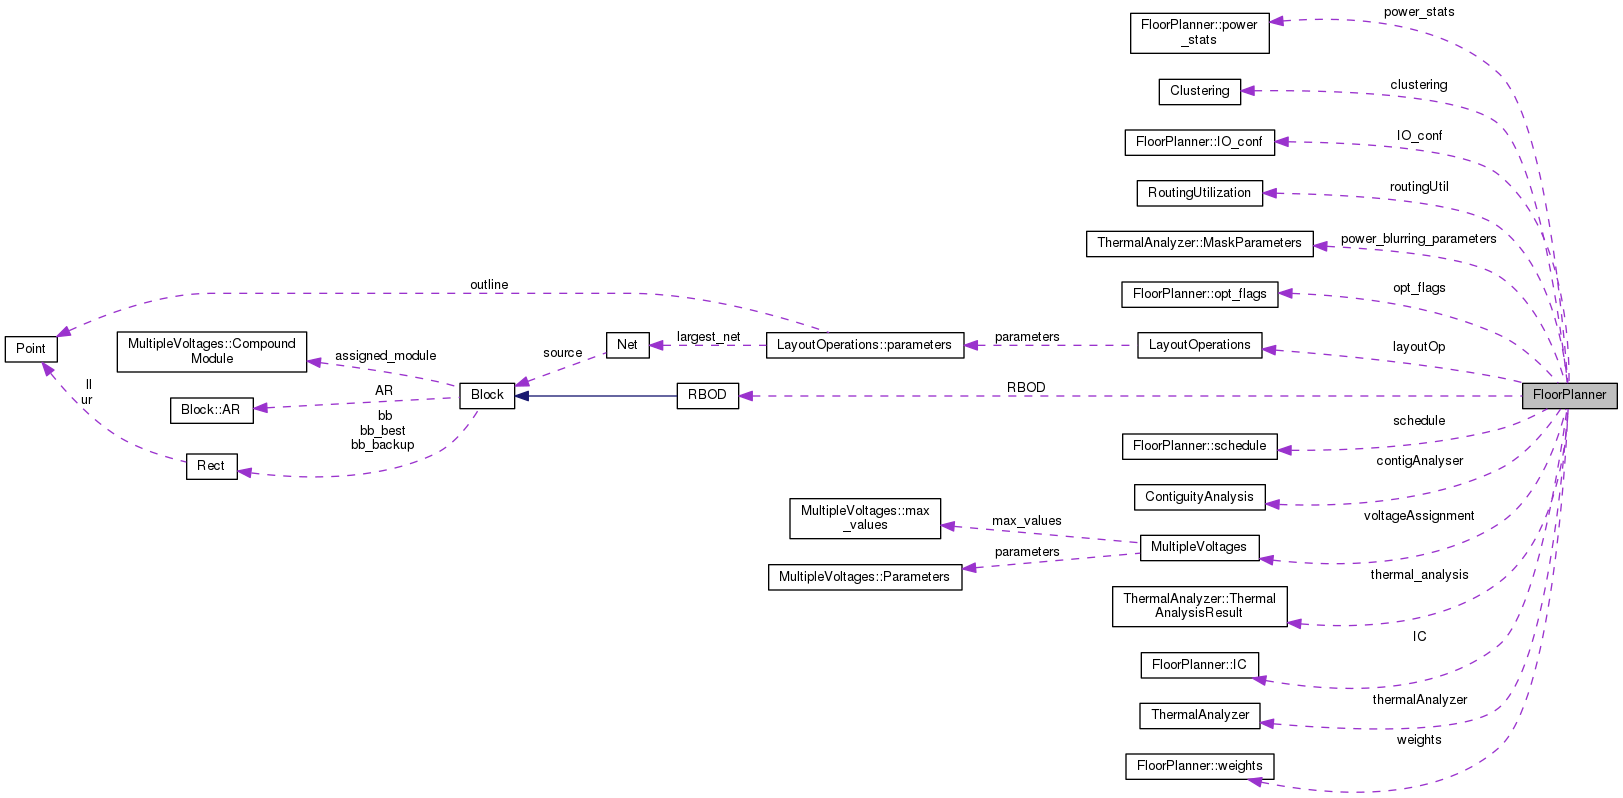 power_stats
FloorPlanner::power
_stats
clustering
Clustering
IO_conf
FloorPlanner::IO_conf
routingUtil
RoutingUtilization
power_blurring_parameters
ThermalAnalyzer::MaskParameters
opt_flags
FloorPlanner::opt_flags
outline
layoutOp
LayoutOperations
parameters
LayoutOperations::parameters
largest_net
Net
source
Point
MultipleVoltages::Compound
Module
assigned_module
ll
ur
AR
Block::AR
Block
RBOD
RBOD
FloorPlanner
bb
bb_best
bb_backup
Rect
schedule
FloorPlanner::schedule
contigAnalyser
ContiguityAnalysis
MultipleVoltages::max
_values
max_values
voltageAssignment
MultipleVoltages
parameters
MultipleVoltages::Parameters
thermal_analysis
ThermalAnalyzer::Thermal
AnalysisResult
IC
FloorPlanner::IC
thermalAnalyzer
ThermalAnalyzer
weights
FloorPlanner::weights